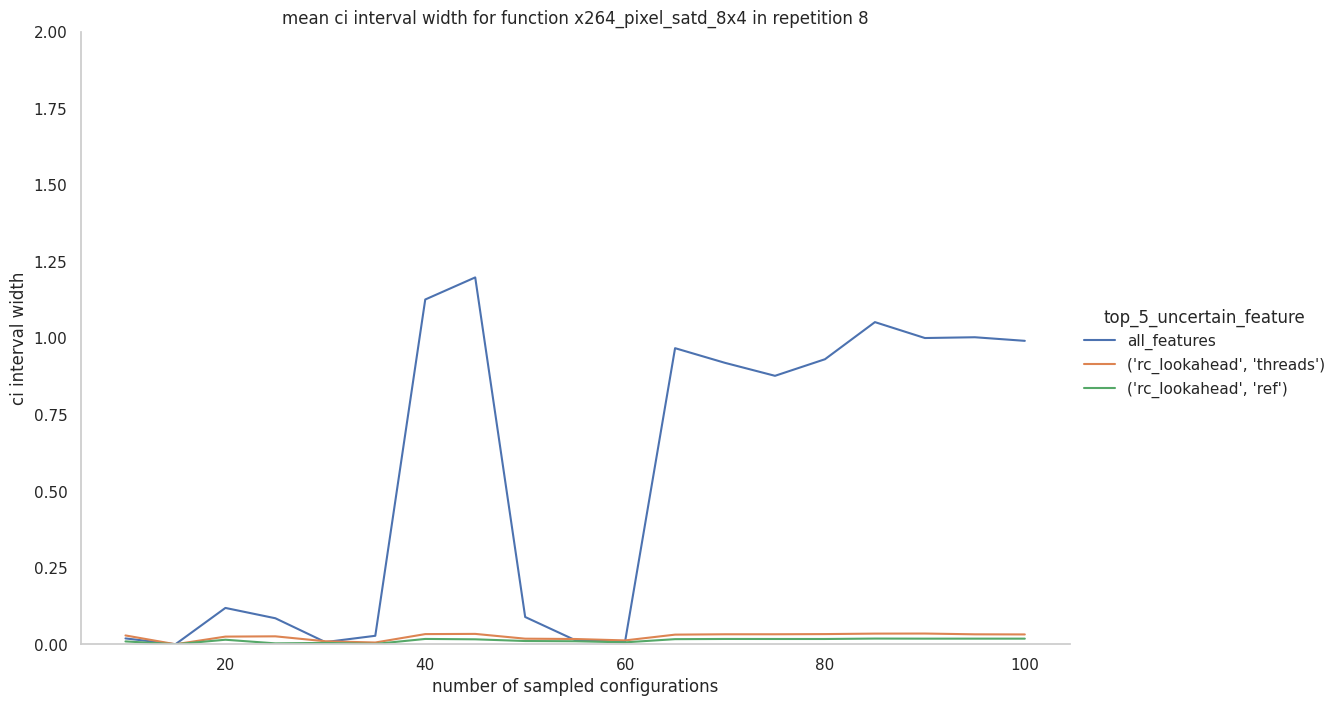 mean ci interval width for function x264_pixel_satd_8x4 in repetition 8
2.00
1.75
1.50
1.25
1.00
0.75
0.50
0.25
0.00
ci interval width
20
40
60
80
100
number of sampled configurations
top_5_uncertain_feature
all_features
('rc_lookahead', 'threads')
('rc_lookahead', 'ref')